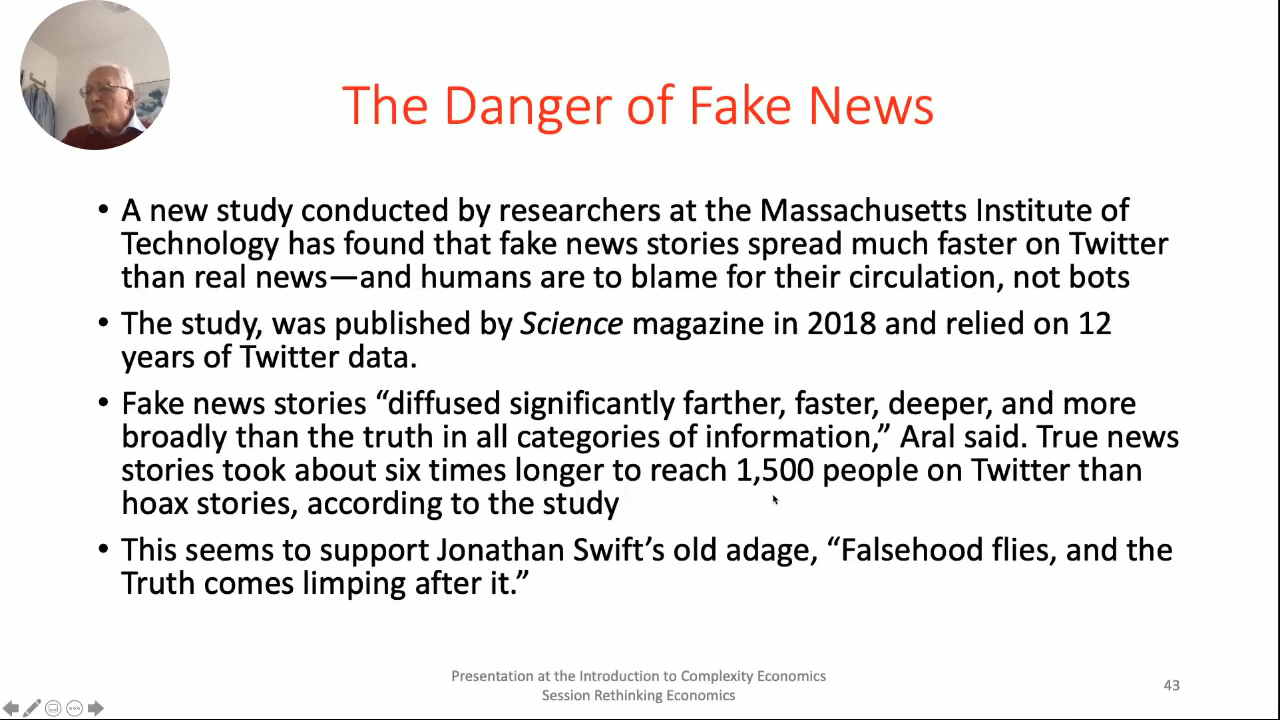 The Danger of Fake News
• A new study conducted by researchers at the Massachusetts Institute of
Technology has found that fake news stories spread much faster on Twitter
than real news—and humans are to blame for their circulation, not bots
• The study, was published by Science magazine in 2018 and relied on 12
years of Twitter data.
• Fake news stories “diffused significantly farther, faster, deeper, and more
broadly than the truth in all categories of information,” Aral said. True news
stories took about six times longer to reach 1,500 people on Twitter than
hoax stories, according to the study
• This seems to support Jonathan Swift’s old adage, “Falsehood flies, and the
Truth comes limping after it.”
Presentation at the Introduction to Complexity Economics
Session Rethinking Economics
43